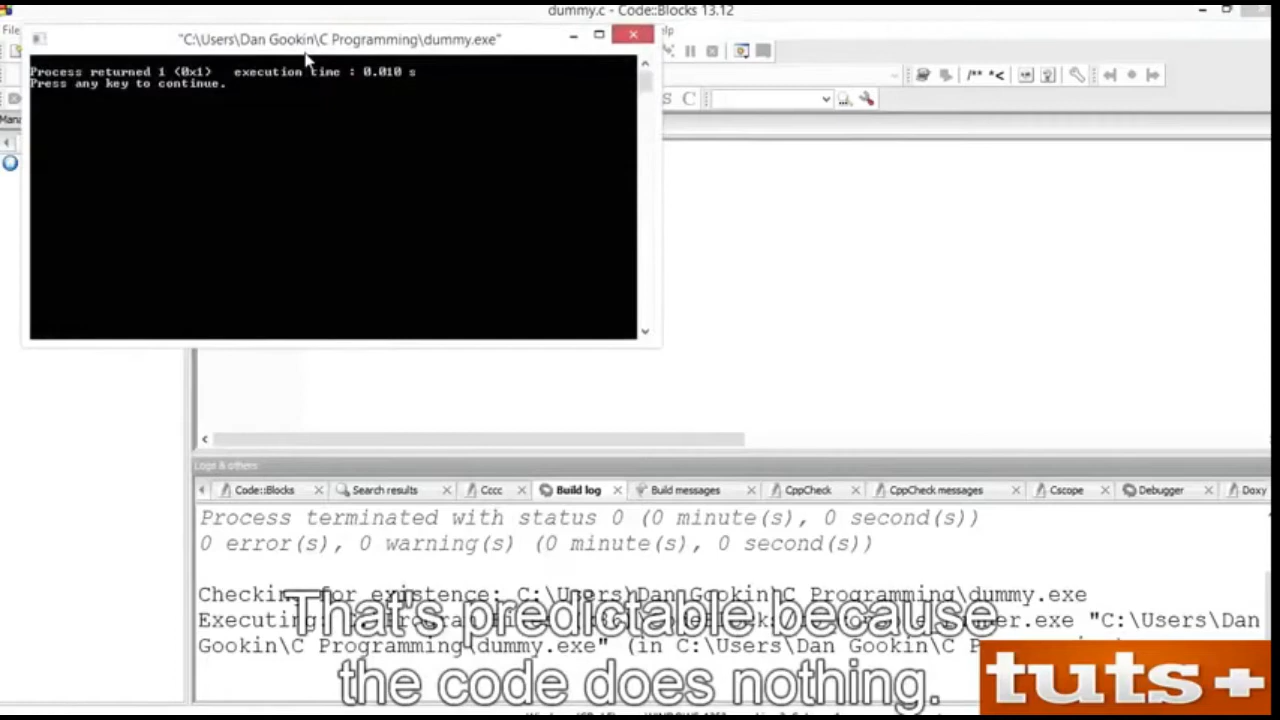 dummy.c - Code::Blocks 13.12
File
"C:\Users\Dan Gookin\C Programming\dummy.exe"
Process returned 1 (0x1)   execution time : 0.010 s
Press any key to continue.
S C
/** *<
Mana
Logs & others
Code::Blocks
Search results
Cccc
Build log
Build messages
CppCheck
CppCheck messages
Cscope
Debugger
Doxy
Process terminated with status 0 (0 minute(s), 0 second(s))
0 error(s), 0 warning(s) (0 minute(s), 0 second(s))
for existence: C:\Users\Dan Gookin\C Programming\dummy.exe
Executing: "C:\Users\Dan
Gookin\C Programming\dummy.exe" (in C:\Users\Dan Gookin\C
That's predictable because
the code does nothing.
tuts+